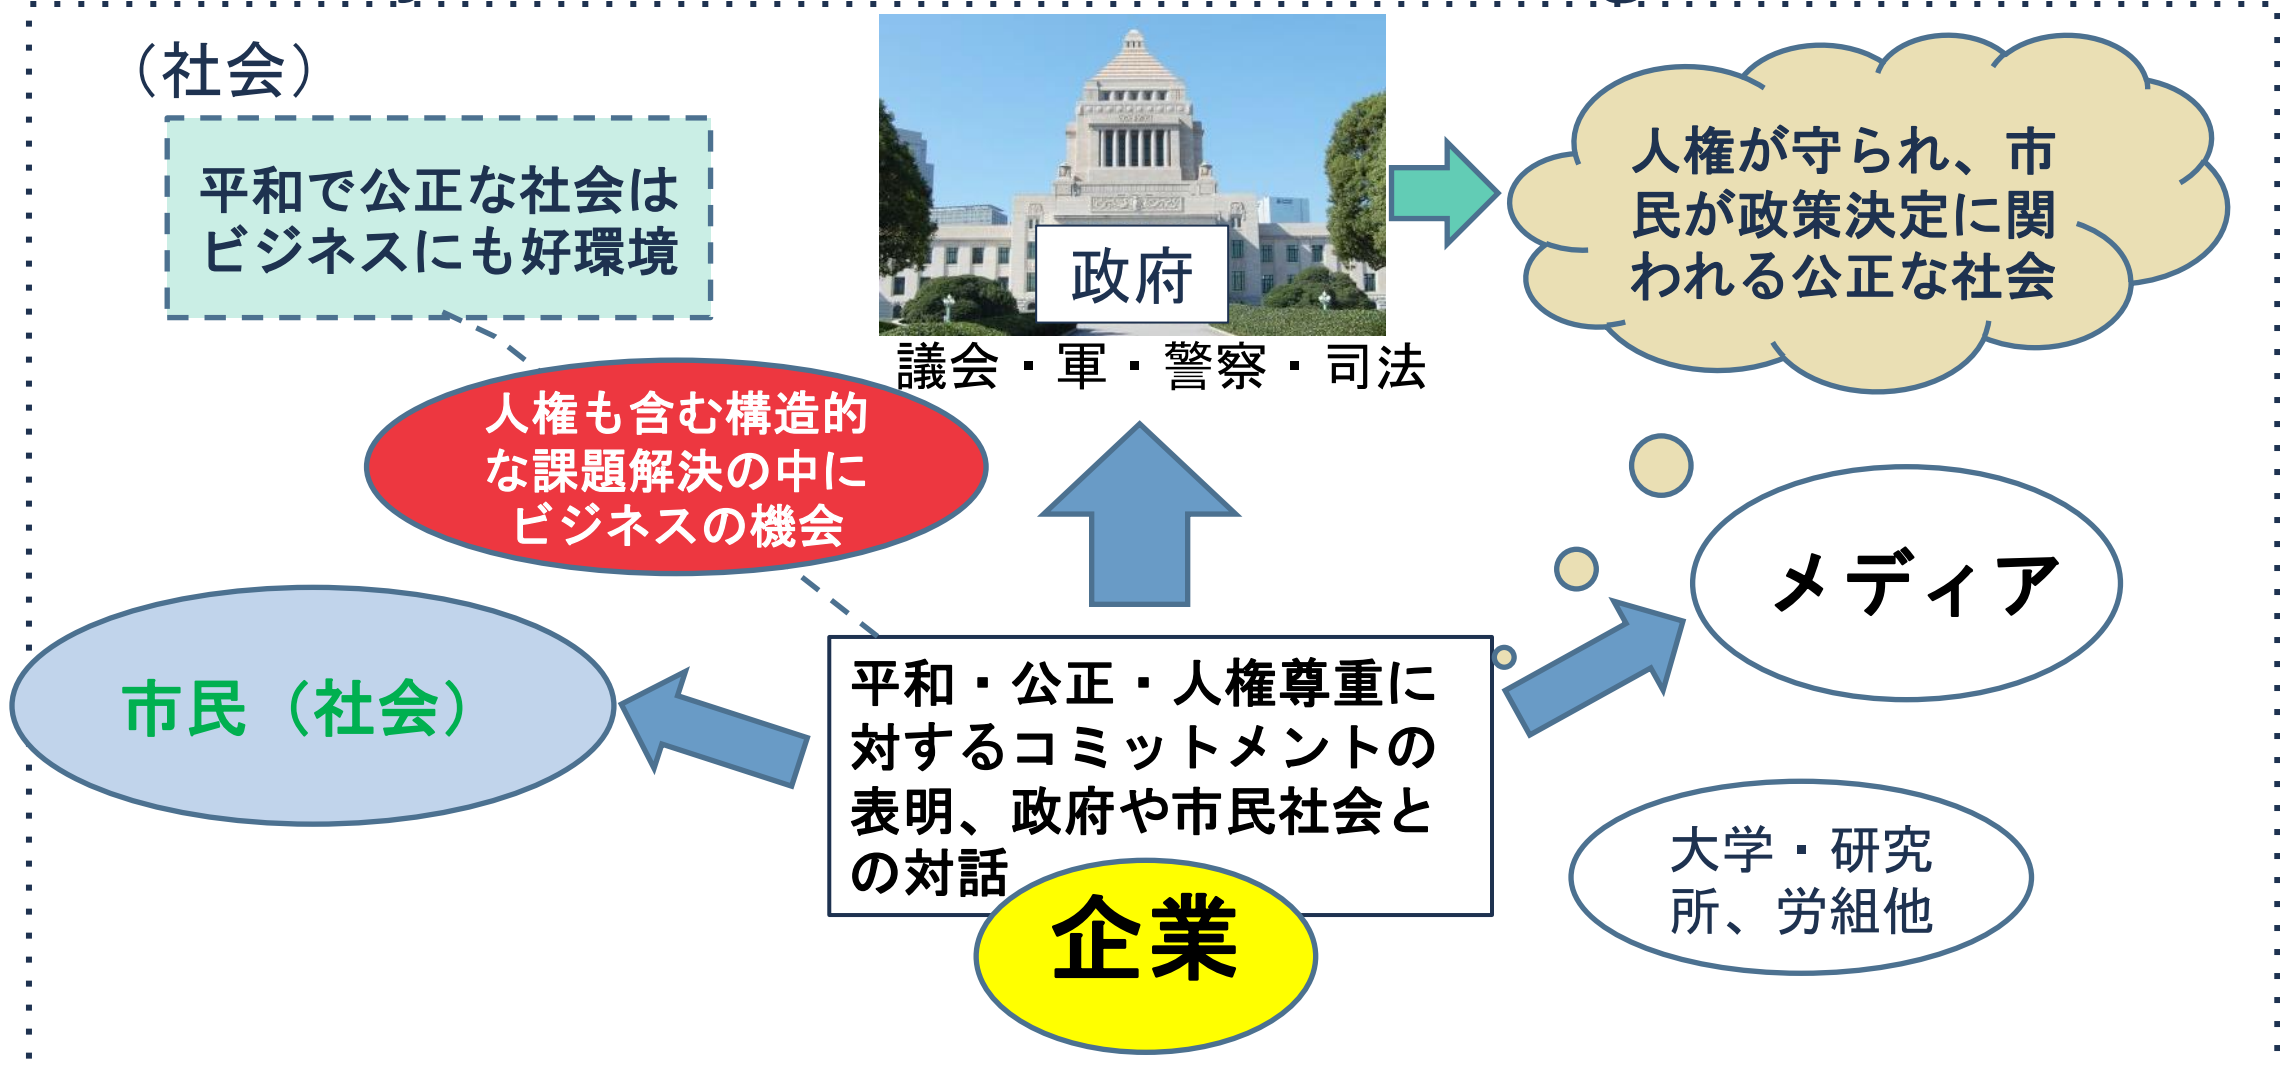 （社会）
平和で公正な社会は
ビジネスにも好環境
政府
議会・軍・警察・司法
人権が守られ、市
民が政策決定に関
われる公正な社会
人権も含む構造的
な課題解決の中に
ビジネスの機会
メディア
市民（社会）
平和・公正・人権尊重に
対するコミットメントの
表明、政府や市民社会と
の対話
企業
大学・研究
所、労組他